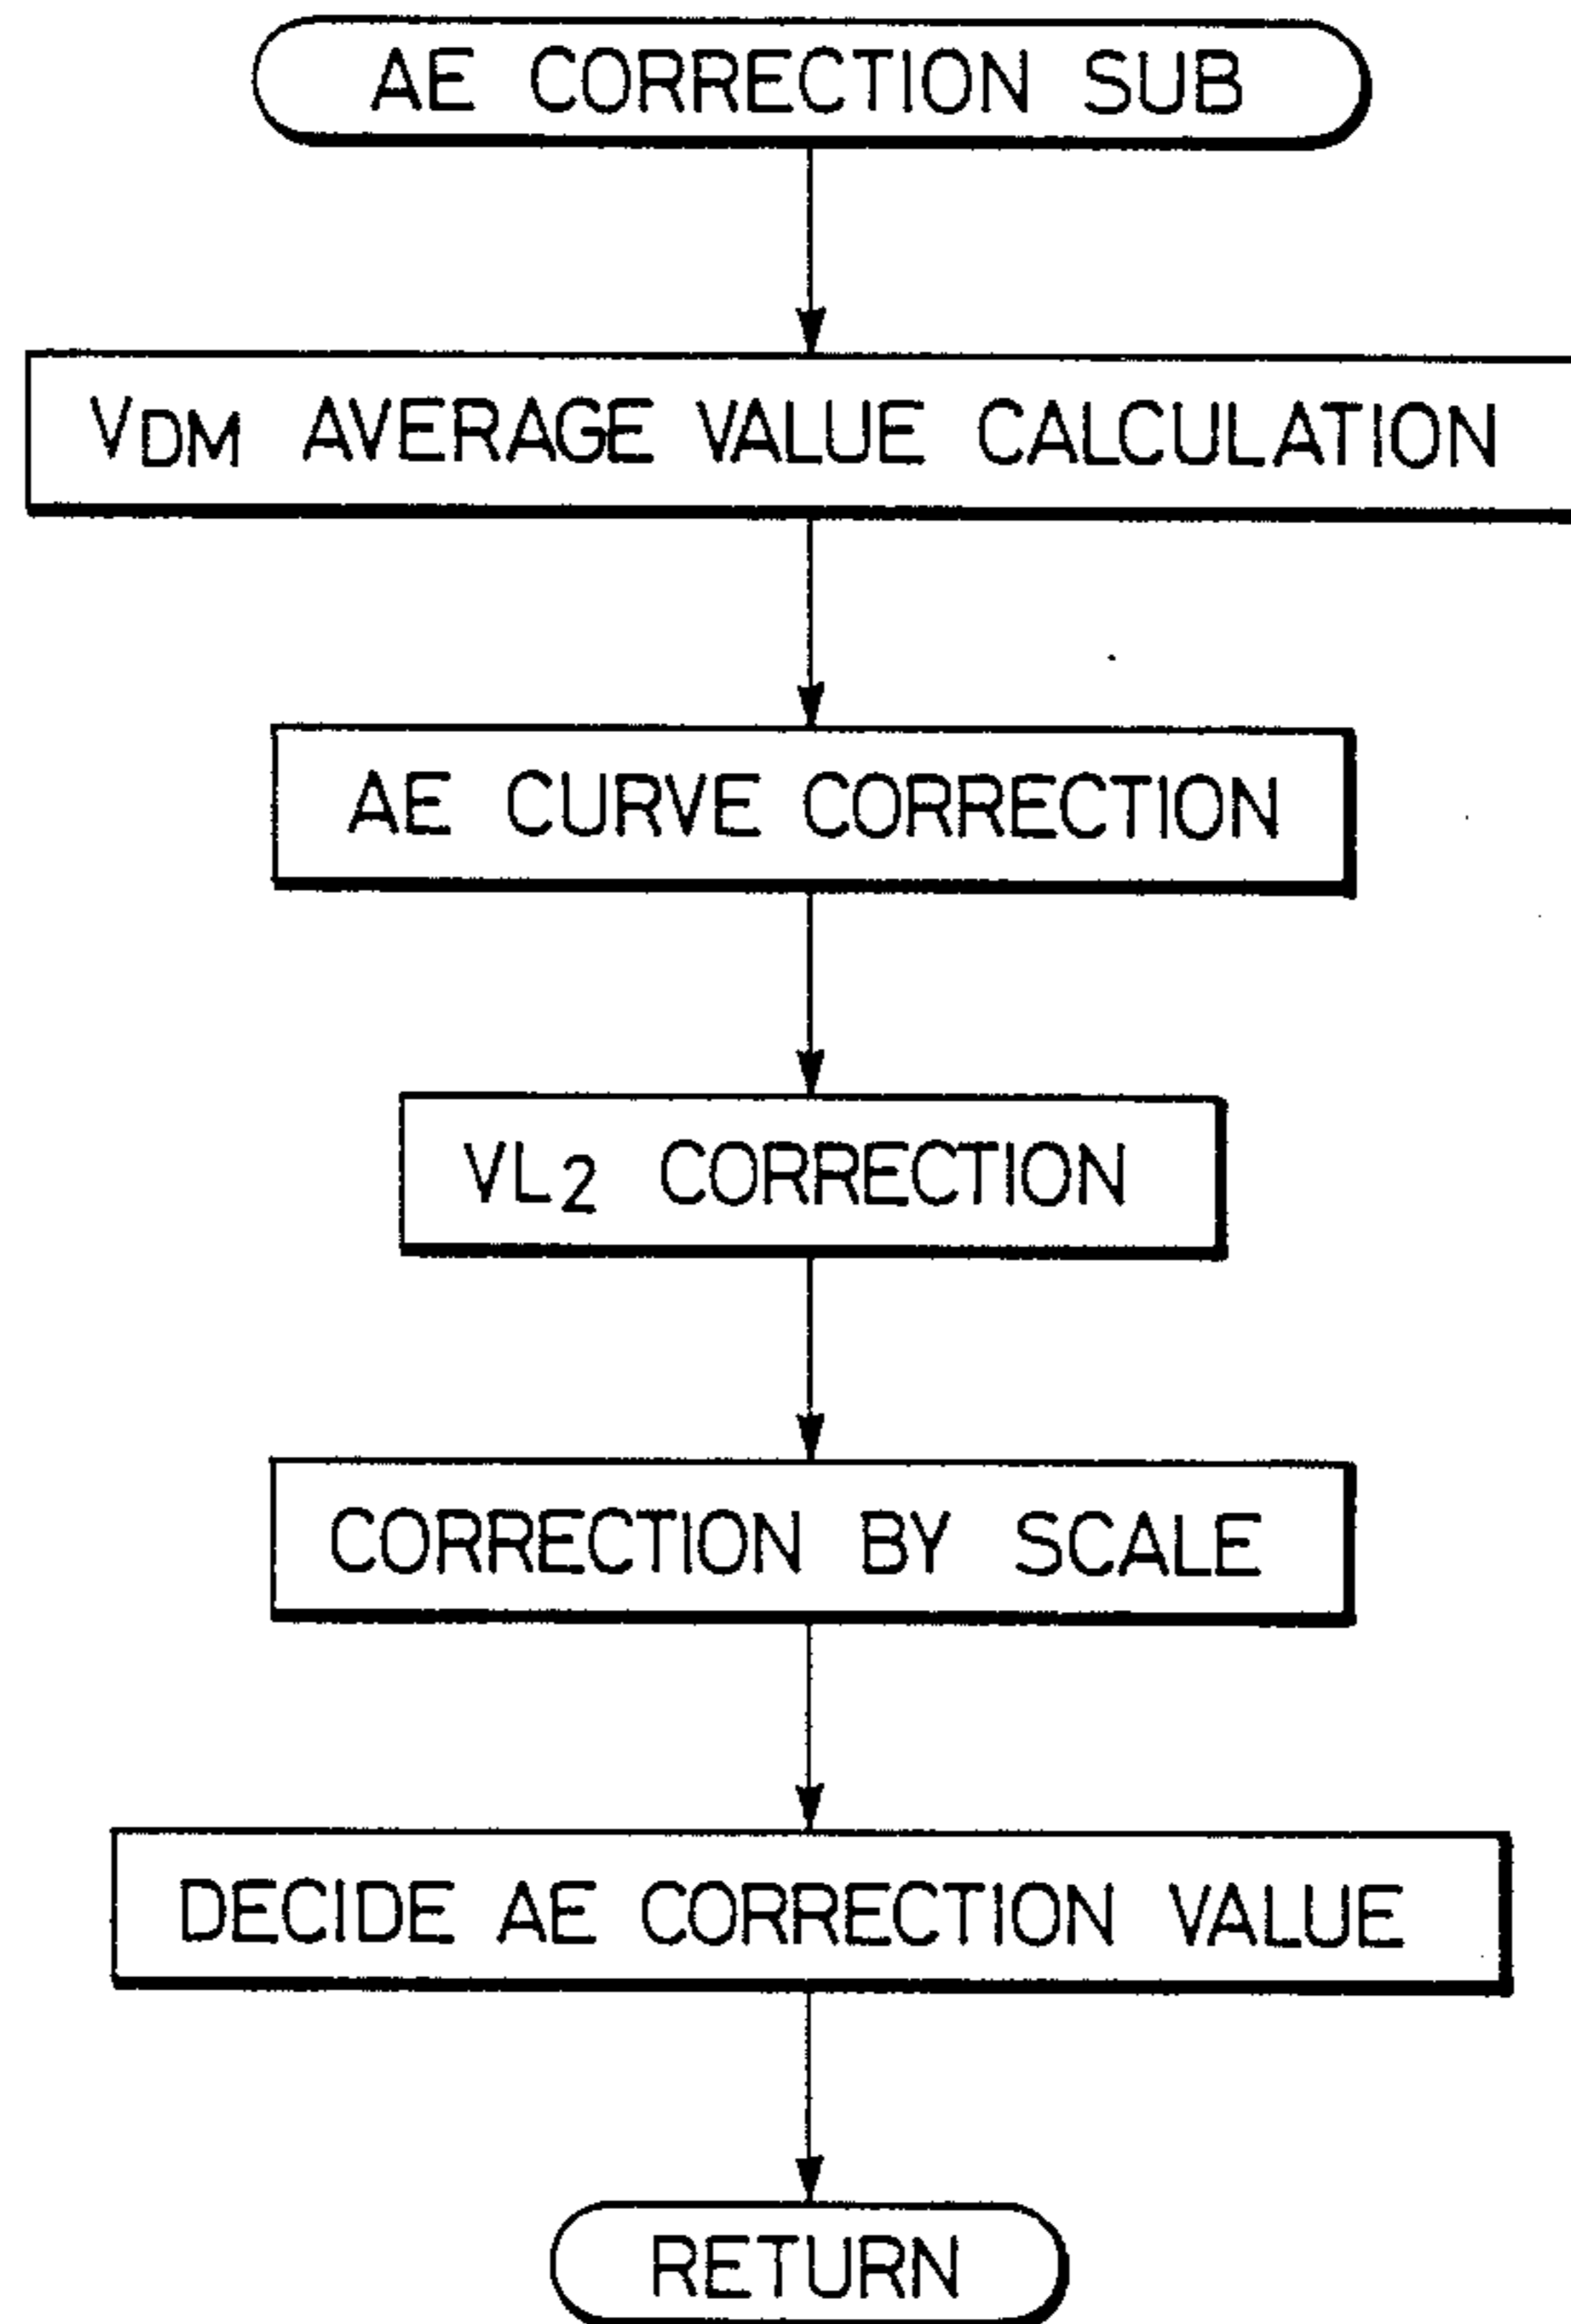 AE CORRECTION SUB
VDM AVERAGE VALUE CALCULATION
AE CURVE CORRECTION
VL2 CORRECTION
CORRECTION BY SCALE
DECIDE AE CORRECTION VALUE
RETURN